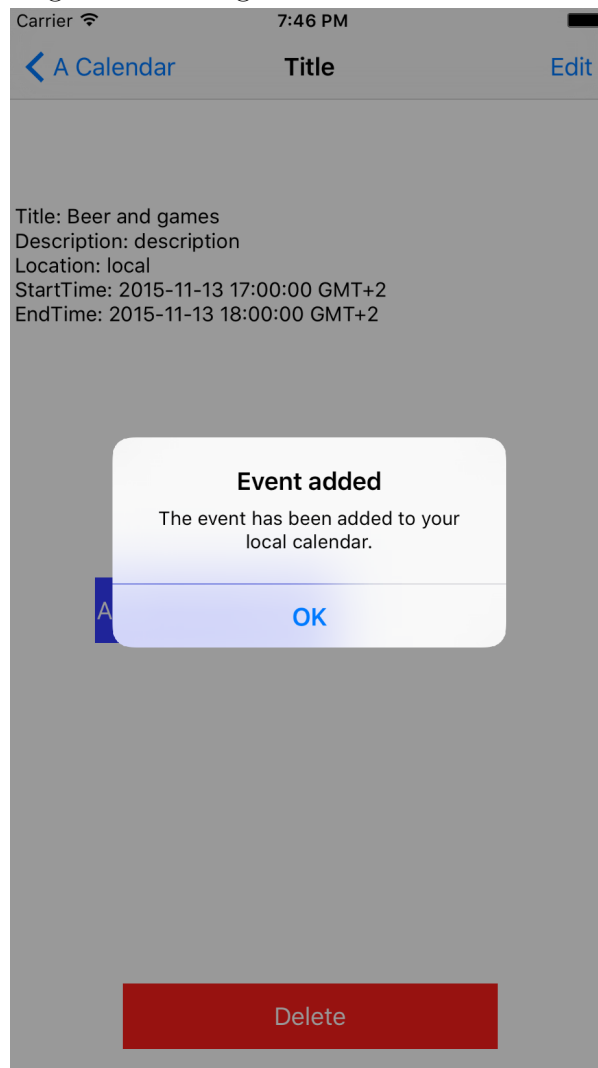 Carrier 7:46 PM
A Calendar Title Edit
Title: Beer and games
Description: description
Location: local
StartTime: 2015-11-13 17:00:00 GMT+2
EndTime: 2015-11-13 18:00:00 GMT+2
Event added
The event has been added to your
local calendar.
OK
Delete